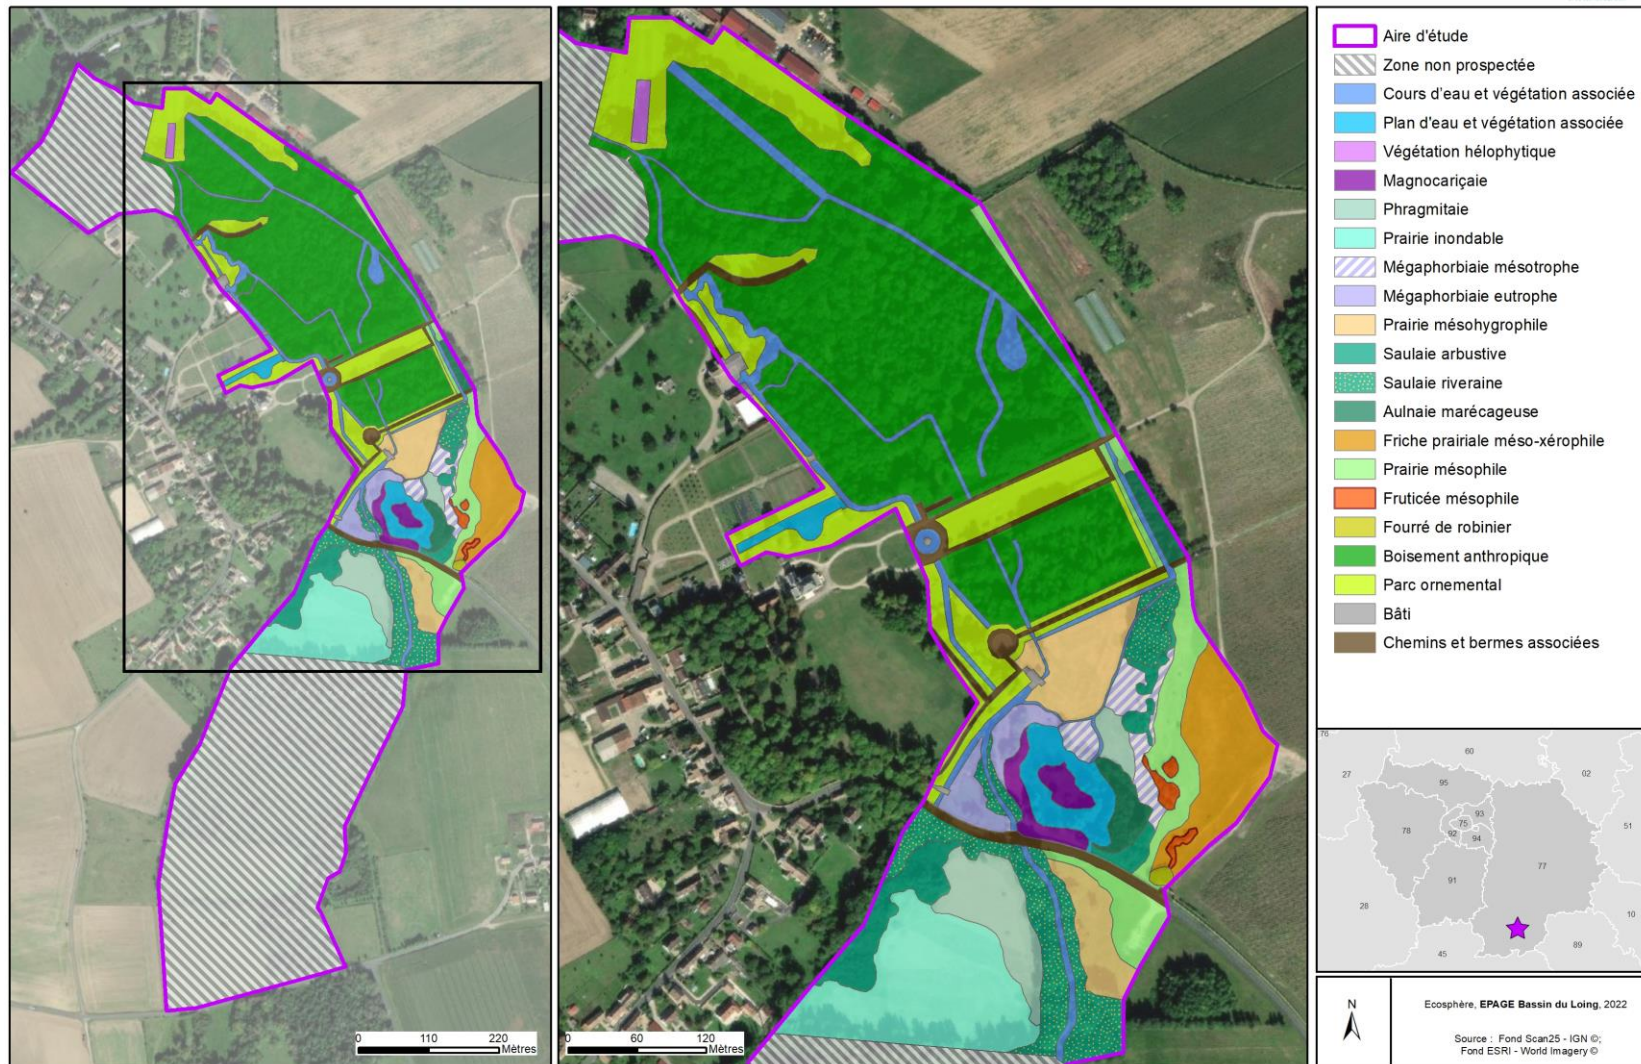 Aire d'étude
Zone non prospectée
Cours d'eau et végétation associée
Plan d'eau et végétation associée
Végétation hélophytique
Magnocariçaie
Phragmitaie
Prairie inondable
Mégaphorbiaie mésotrophe
Mégaphorbiaie eutrophe
Prairie mésohygrophile
Saulaie arbustive
Saulaie riveraine
Aulnaie marécageuse
Friche prairiale méso-xérophile
Prairie mésophile
Fruticée mésophile
Fourré de robinier
Boisement anthropique
Parc ornemental
Bâti
Chemins et bermes associées
0 110 220
Mètres
0 60 120
Mètres
76
60
27
02
95
93
78
75
92
94
51
77
91
28
10
45
89
N
Ecosphère, EPAGE Bassin du Loing, 2022
Source : Fond Scan25 - IGN ©;
Fond ESRI - World Imagery ©